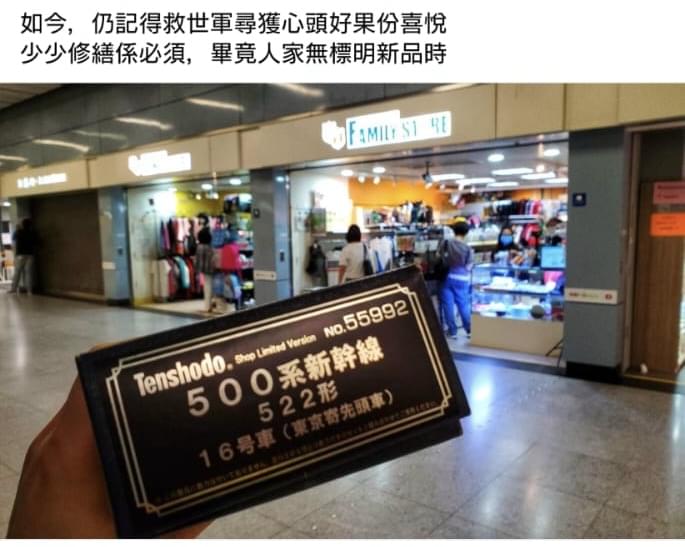 如今，仍記得救世軍尋獲心頭好果份喜悅
少少修繕係必須，畢竟人家無標明新品時
FAMILY STORE
Tenshodo® Shop Limited Version NO.55992
500系新幹線
522形
16号車（東京寄先頭車）